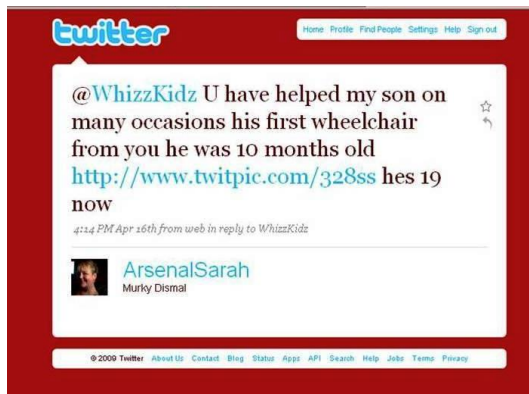 twitter
Home Profile Find People Settings Help Sign out
@WhizzKidz U have helped my son on
many occasions his first wheelchair
from you he was 10 months old
http://www.twitpic.com/328ss hes 19
now
4:14 PM Apr 16th from web in reply to WhizzKidz
ArsenalSarah
Murky Dismal
© 2009 Twitter About Us Contact Blog Status Apps API Search Help Jobs Terms Privacy